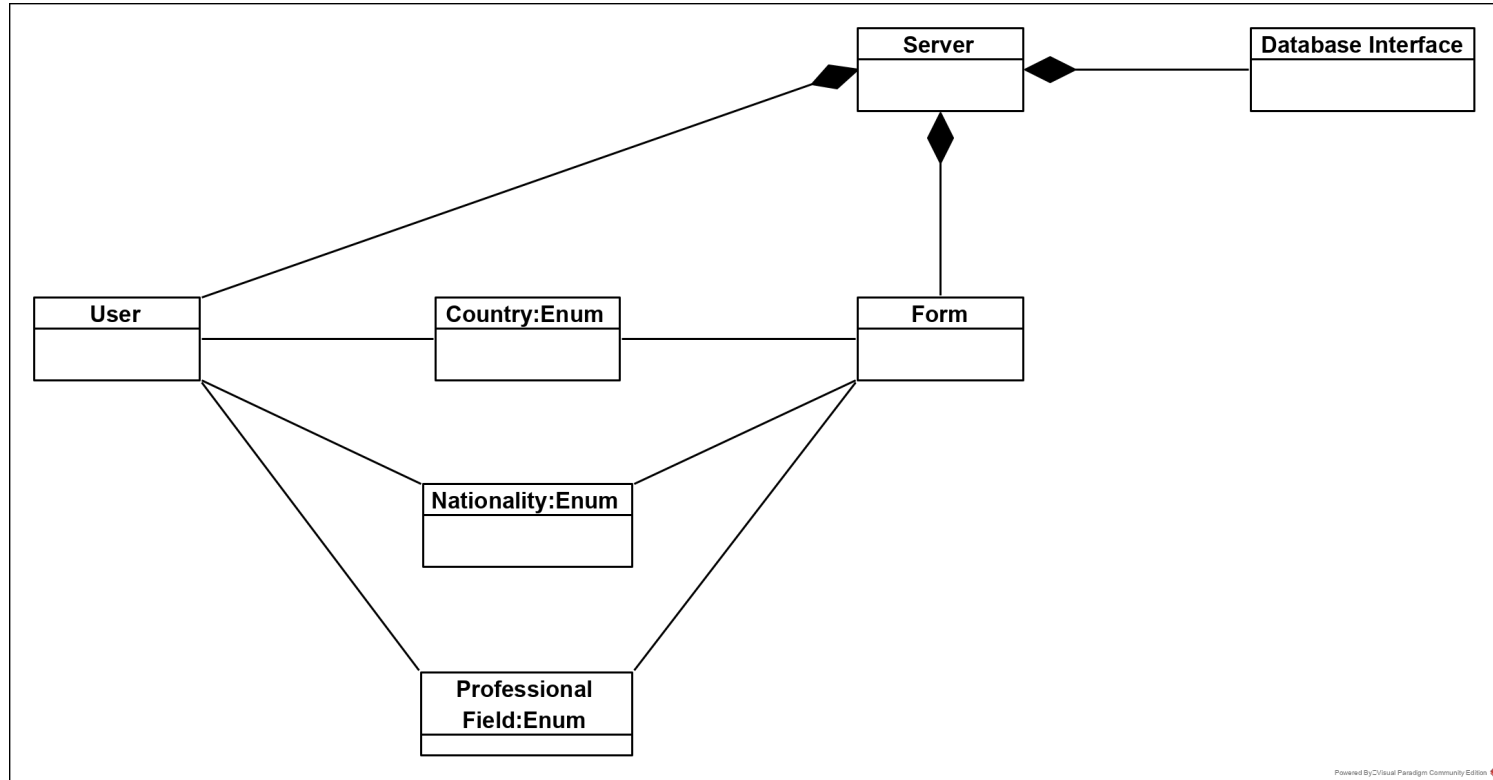 Server
Database Interface
User
Country:Enum
Form
Nationality:Enum
Professional
Field:Enum
Powered By Visual Paradigm Community Edition